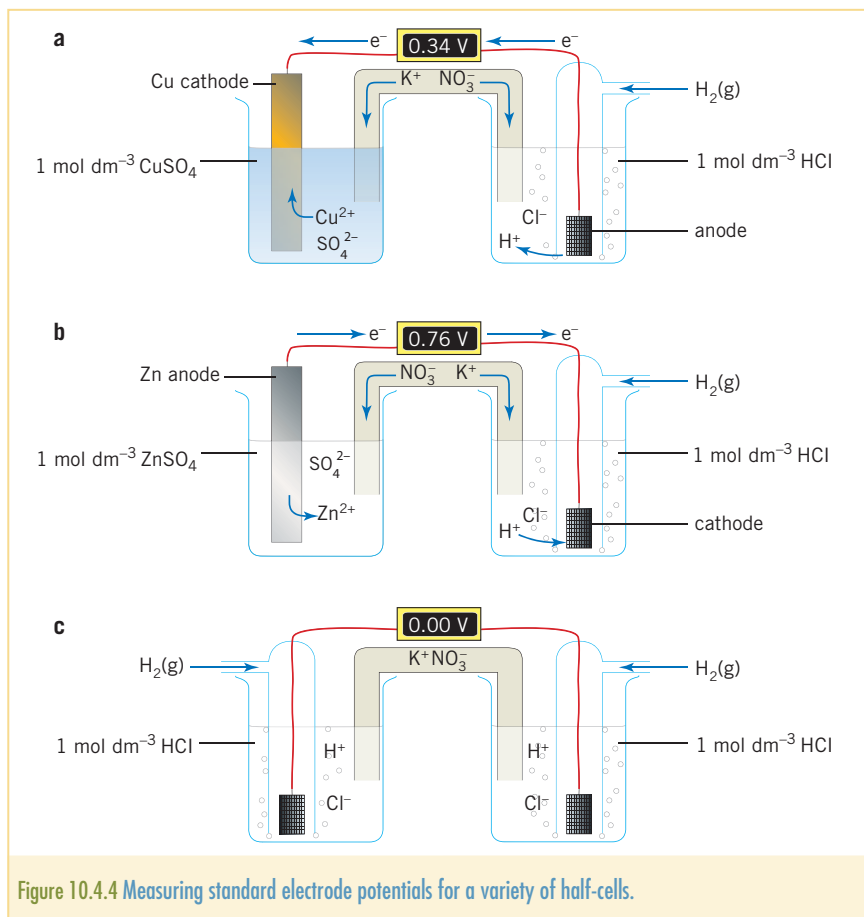 a
e⁻ 0.34 V e⁻
Cu cathode
K⁺ NO₃⁻
H₂(g)
1 mol dm⁻³ CuSO₄
1 mol dm⁻³ HCl
Cu²⁺
SO₄²⁻
Cl⁻
H⁺
anode
b
e⁻ 0.76 V e⁻
Zn anode
NO₃⁻ K⁺
H₂(g)
1 mol dm⁻³ ZnSO₄
SO₄²⁻
1 mol dm⁻³ HCl
Zn²⁺
Cl⁻
H⁺
cathode
c
0.00 V
H₂(g)
K⁺NO₃⁻
H₂(g)
1 mol dm⁻³ HCl
H⁺
H⁺
1 mol dm⁻³ HCl
Cl⁻
Cl⁻
Figure 10.4.4 Measuring standard electrode potentials for a variety of half-cells.